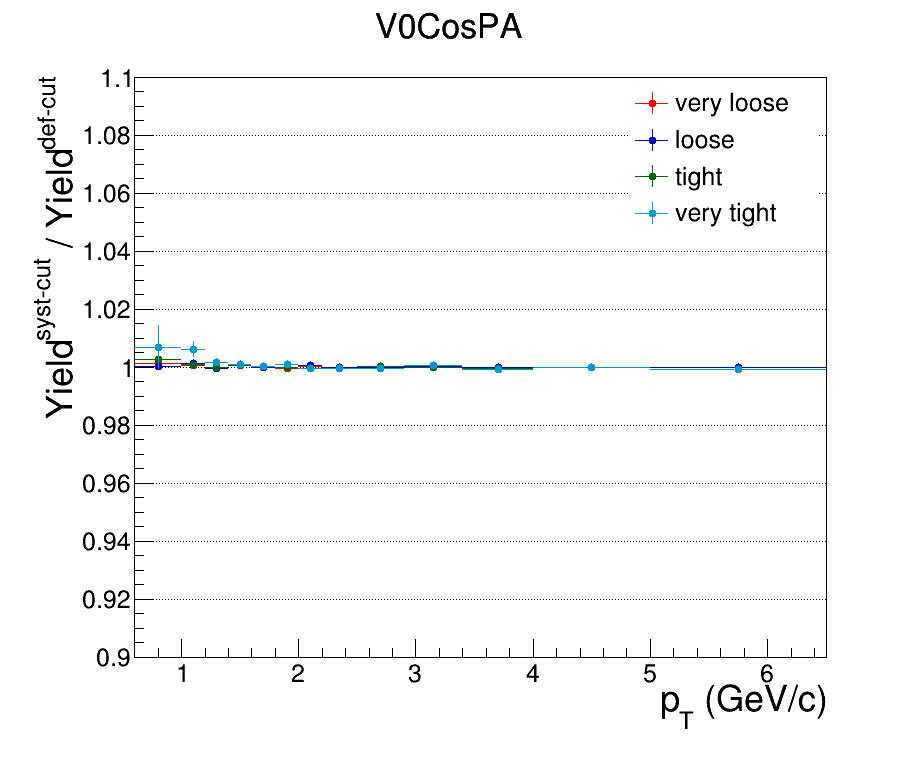 V0CosPA
Yield^syst-cut / Yield^def-cut
1.1
1.08
1.06
1.04
1.02
1
0.98
0.96
0.94
0.92
0.9
very loose
loose
tight
very tight
1 2 3 4 5 6
p_T (GeV/c)